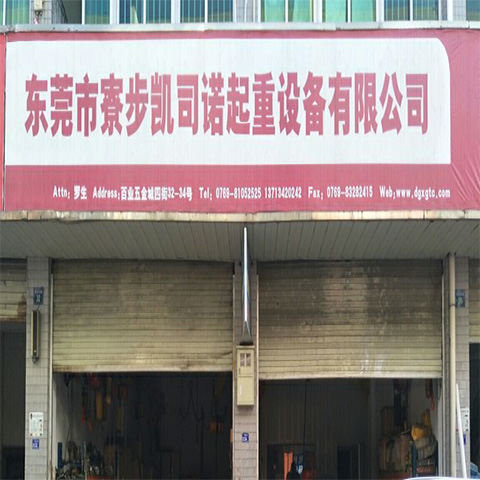 东莞市寮步凯司诺起重设备有限公司
Attn: 罗生 Address:百业五金城四街32-34号 Tel: 0769-81052525 13713420242 Fax: 0769-83282415 Web:www.dgxgtc.com